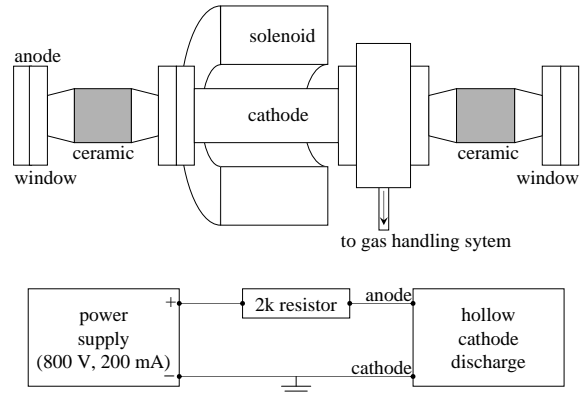 solenoid
anode
cathode
ceramic
ceramic
window
window
to gas handling sytem
+
2k resistor
anode
power
supply
(800 V, 200 mA)
hollow
cathode
discharge
−
cathode